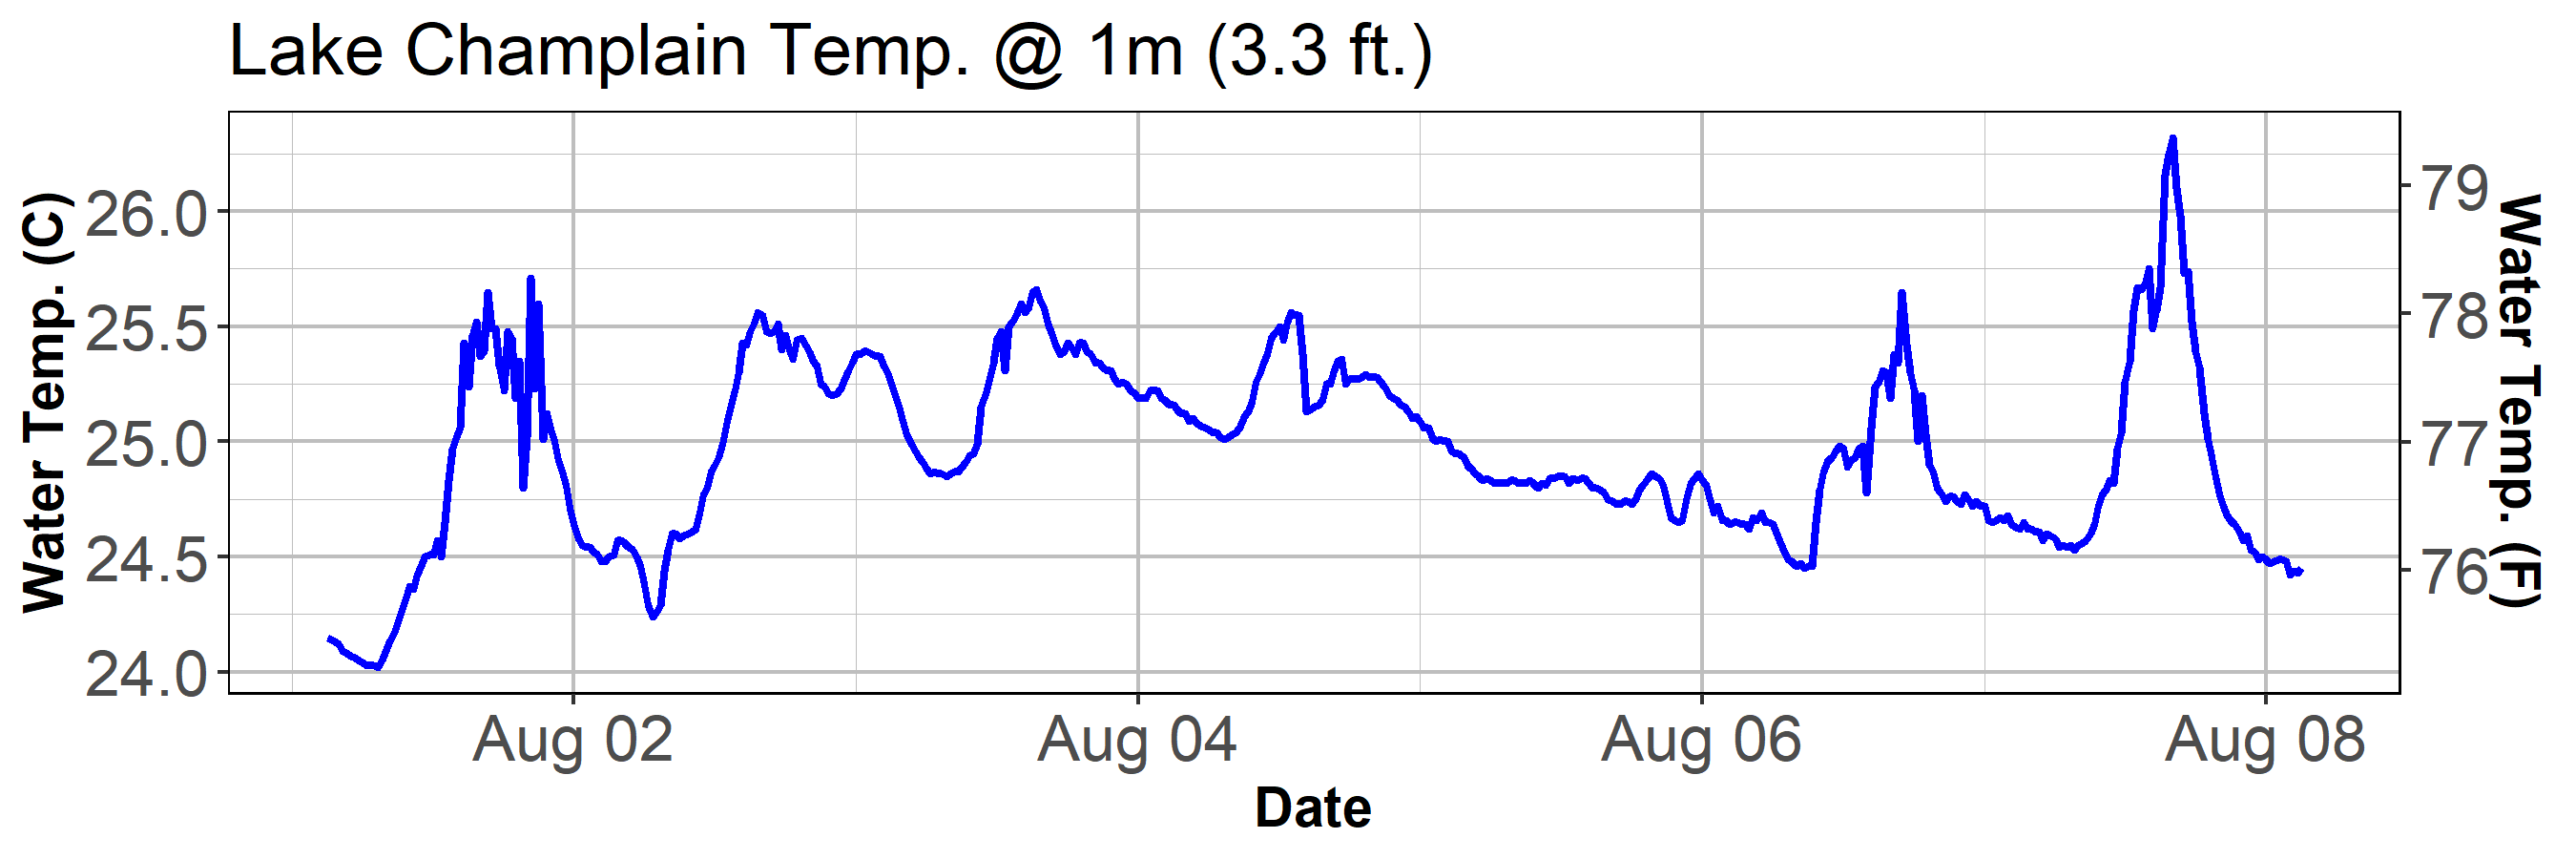 Lake Champlain Temp. @ 1m (3.3 ft.)
Water Temp. (C)
26.0
25.5
25.0
24.5
24.0
79
78
77
76
Water Temp. (F)
Aug 02 Aug 04 Aug 06 Aug 08
Date